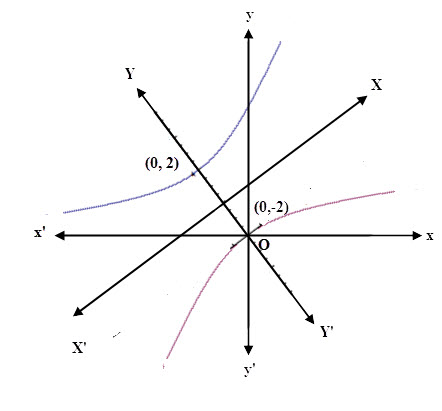 y
Y
X
(0, 2)
(0,-2)
x'
O
x
X'
Y'
y'